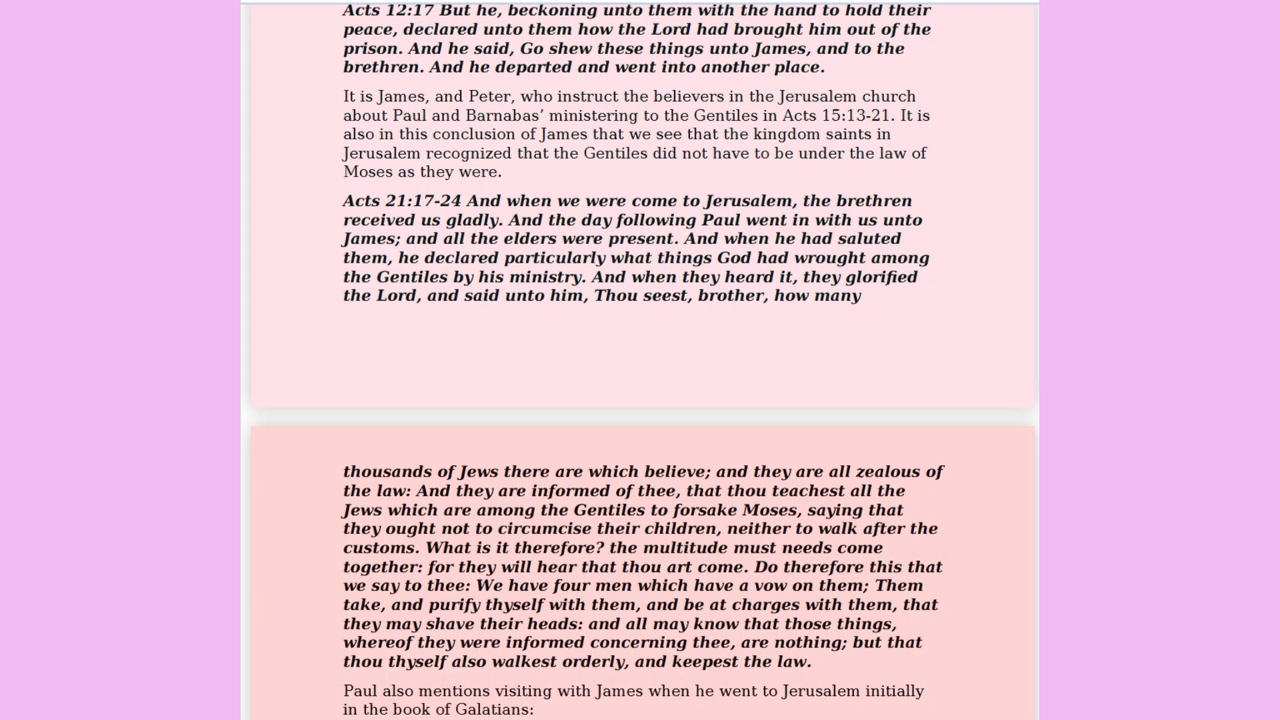 Acts 12:17 But he, beckoning unto them with the hand to hold their
peace, declared unto them how the Lord had brought him out of the
prison. And he said, Go shew these things unto James, and to the
brethren. And he departed and went into another place.
It is James, and Peter, who instruct the believers in the Jerusalem church
about Paul and Barnabas’ ministering to the Gentiles in Acts 15:13-21. It is
also in this conclusion of James that we see that the kingdom saints in
Jerusalem recognized that the Gentiles did not have to be under the law of
Moses as they were.
Acts 21:17-24 And when we were come to Jerusalem, the brethren
received us gladly. And the day following Paul went in with us unto
James; and all the elders were present. And when he had saluted
them, he declared particularly what things God had wrought among
the Gentiles by his ministry. And when they heard it, they glorified
the Lord, and said unto him, Thou seest, brother, how many
thousands of Jews there are which believe; and they are all zealous of
the law: And they are informed of thee, that thou teachest all the
Jews which are among the Gentiles to forsake Moses, saying that
they ought not to circumcise their children, neither to walk after the
customs. What is it therefore? the multitude must needs come
together: for they will hear that thou art come. Do therefore this that
we say to thee: We have four men which have a vow on them; Them
take, and purify thyself with them, and be at charges with them, that
they may shave their heads: and all may know that those things,
whereof they were informed concerning thee, are nothing; but that
thou thyself also walkest orderly, and keepest the law.
Paul also mentions visiting with James when he went to Jerusalem initially
in the book of Galatians: